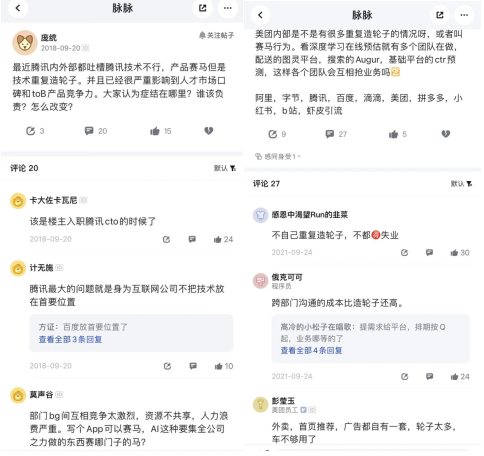 脉脉
庞统
2018-09-20
关注帖子
最近腾讯内外部都吐槽腾讯技术不行，产品赛马但是
技术重复造轮子。并且已经很严重影响到人才市场口
碑和toB产品竞争力。大家认为症结在哪里？谁该负
责？怎么改变？
3
20
15
评论 20
默认
卡大佐卡瓦尼
该是楼主入职腾讯cto的时候了
2018-09-20
24
计无施
腾讯最大的问题就是身为互联网公司不把技术放
在首要位置
方证：百度放首要位置了
查看全部3条回复
2018-09-20
10
莫声谷
部门bg间互相竞争太激烈，资源不共享，人力浪
费严重。写个App可以赛马，AI这种要集全公司
之力做的东西赛哪门子的马？
脉脉
美团内部是不是有很多重复造轮子的情况呀，或者叫
赛马行为。看深度学习在线预估就有多个团队在做，
配送的图灵平台，搜索的Augur，基础平台的ctr预
测，这样各个团队会互相抢业务吗
阿里，字节，腾讯，百度，滴滴，美团，拼多多，小
红书，b站，虾皮引流
9
27
5
感同身受 1
评论 27
默认
感恩中渴望Run的韭菜
不自己重复造轮子，不都得失业
2021-09-24
30
俄克可可
程序员
跨部门沟通的成本比造轮子还高。
高冷的小松子在唱歌：提需求给平台，排期按Q
起，业务哪等的了
查看全部4条回复
2021-09-24
24
彭莹玉
美团员工
外卖，首页推荐，广告都自有一套，轮子太多，
车不够用了